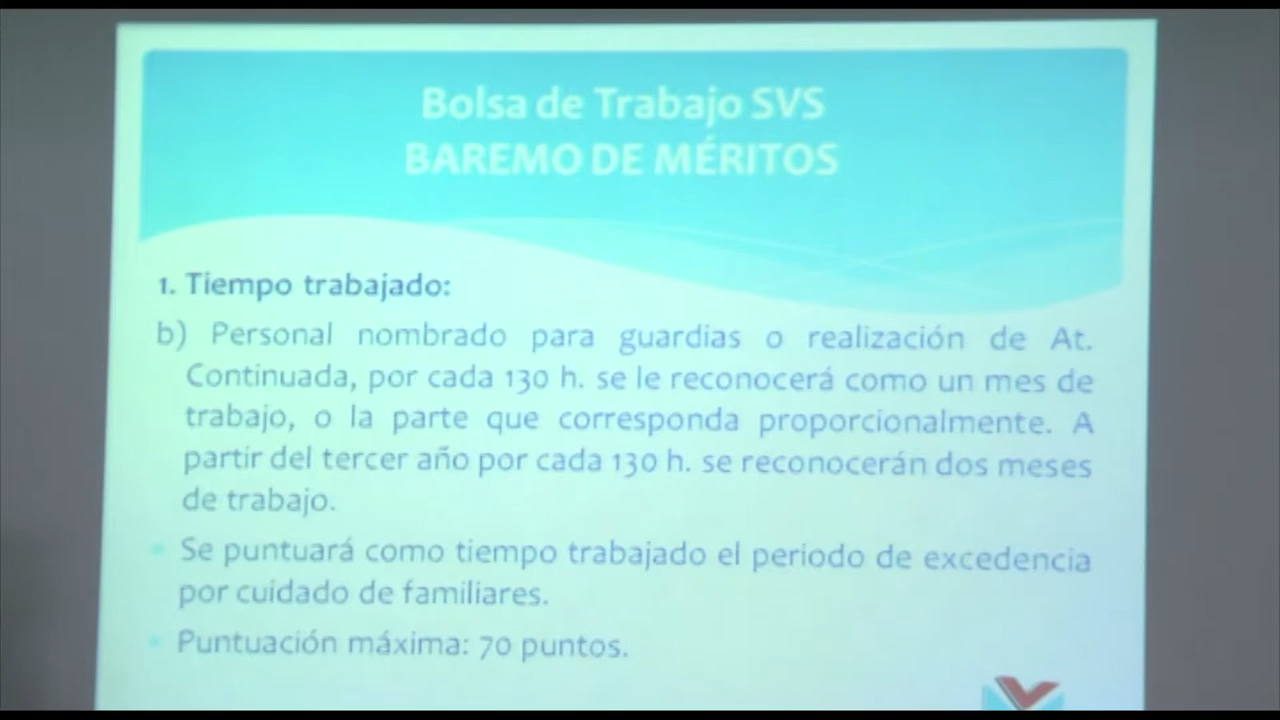 Bolsa de Trabajo SVS
BAREMO DE MÉRITOS
1. Tiempo trabajado:
b) Personal nombrado para guardias o realización de At.
Continuada, por cada 130 h. se le reconocerá como un mes de
trabajo, o la parte que corresponda proporcionalmente. A
partir del tercer año por cada 130 h. se reconocerán dos meses
de trabajo.
Se puntuará como tiempo trabajado el periodo de excedencia
por cuidado de familiares.
Puntuación máxima: 70 puntos.